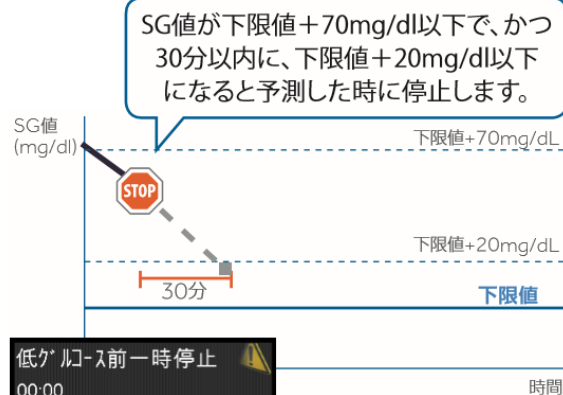 SG値が下限値＋70mg/dl以下で、かつ
30分以内に、下限値＋20mg/dl以下
になると予測した時に停止します。
SG値
(mg/dl)
下限値+70mg/dL
STOP
下限値+20mg/dL
30分
下限値
低ｸﾞﾙｺｰｽ前一時停止
00:00
時間